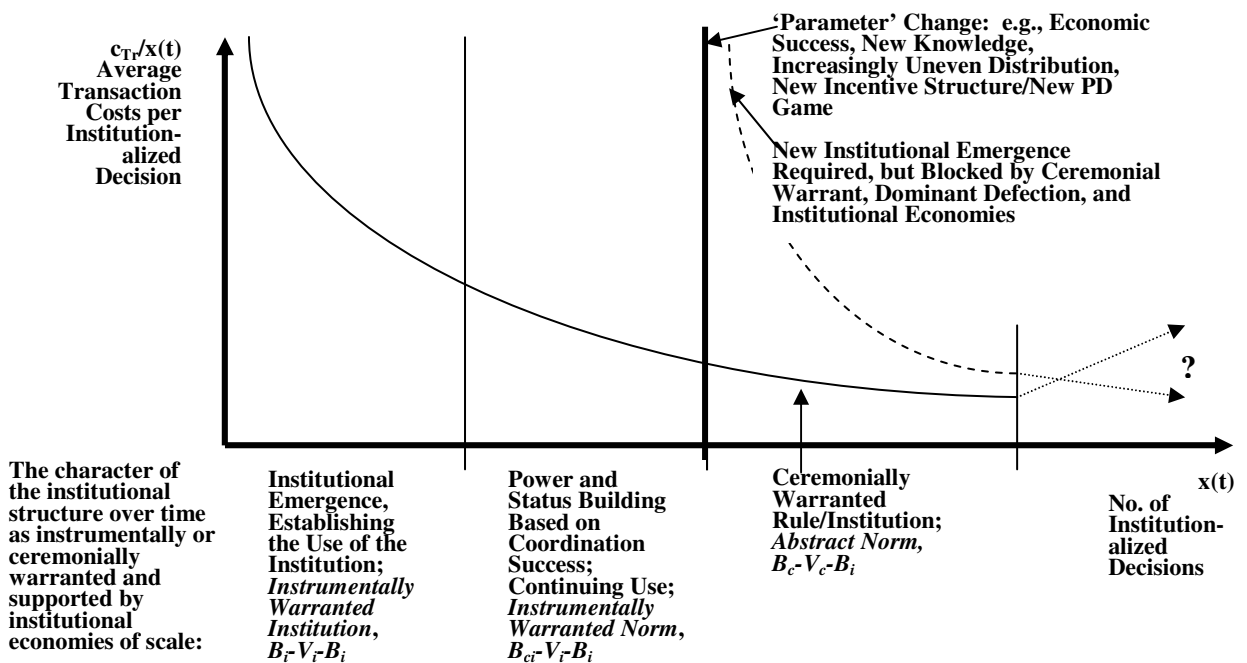 c_Tr/x(t)
Average
Transaction
Costs per
Institution-
alized
Decision
‘Parameter’ Change: e.g., Economic
Success, New Knowledge,
Increasingly Uneven Distribution,
New Incentive Structure/New PD
Game
New Institutional Emergence
Required, but Blocked by Ceremonial
Warrant, Dominant Defection, and
Institutional Economies
?
The character of
the institutional
structure over time
as instrumentally or
ceremonially
warranted and
supported by
institutional
economies of scale:
Institutional
Emergence,
Establishing
the Use of the
Institution;
Instrumentally
Warranted
Institution,
B_i-V_i-B_i
Power and
Status Building
Based on
Coordination
Success;
Continuing Use;
Instrumentally
Warranted Norm,
B_ci-V_i-B_i
Ceremonially
Warranted
Rule/Institution;
Abstract Norm,
B_c-V_c-B_i
x(t)
No. of
Institution-
alized
Decisions